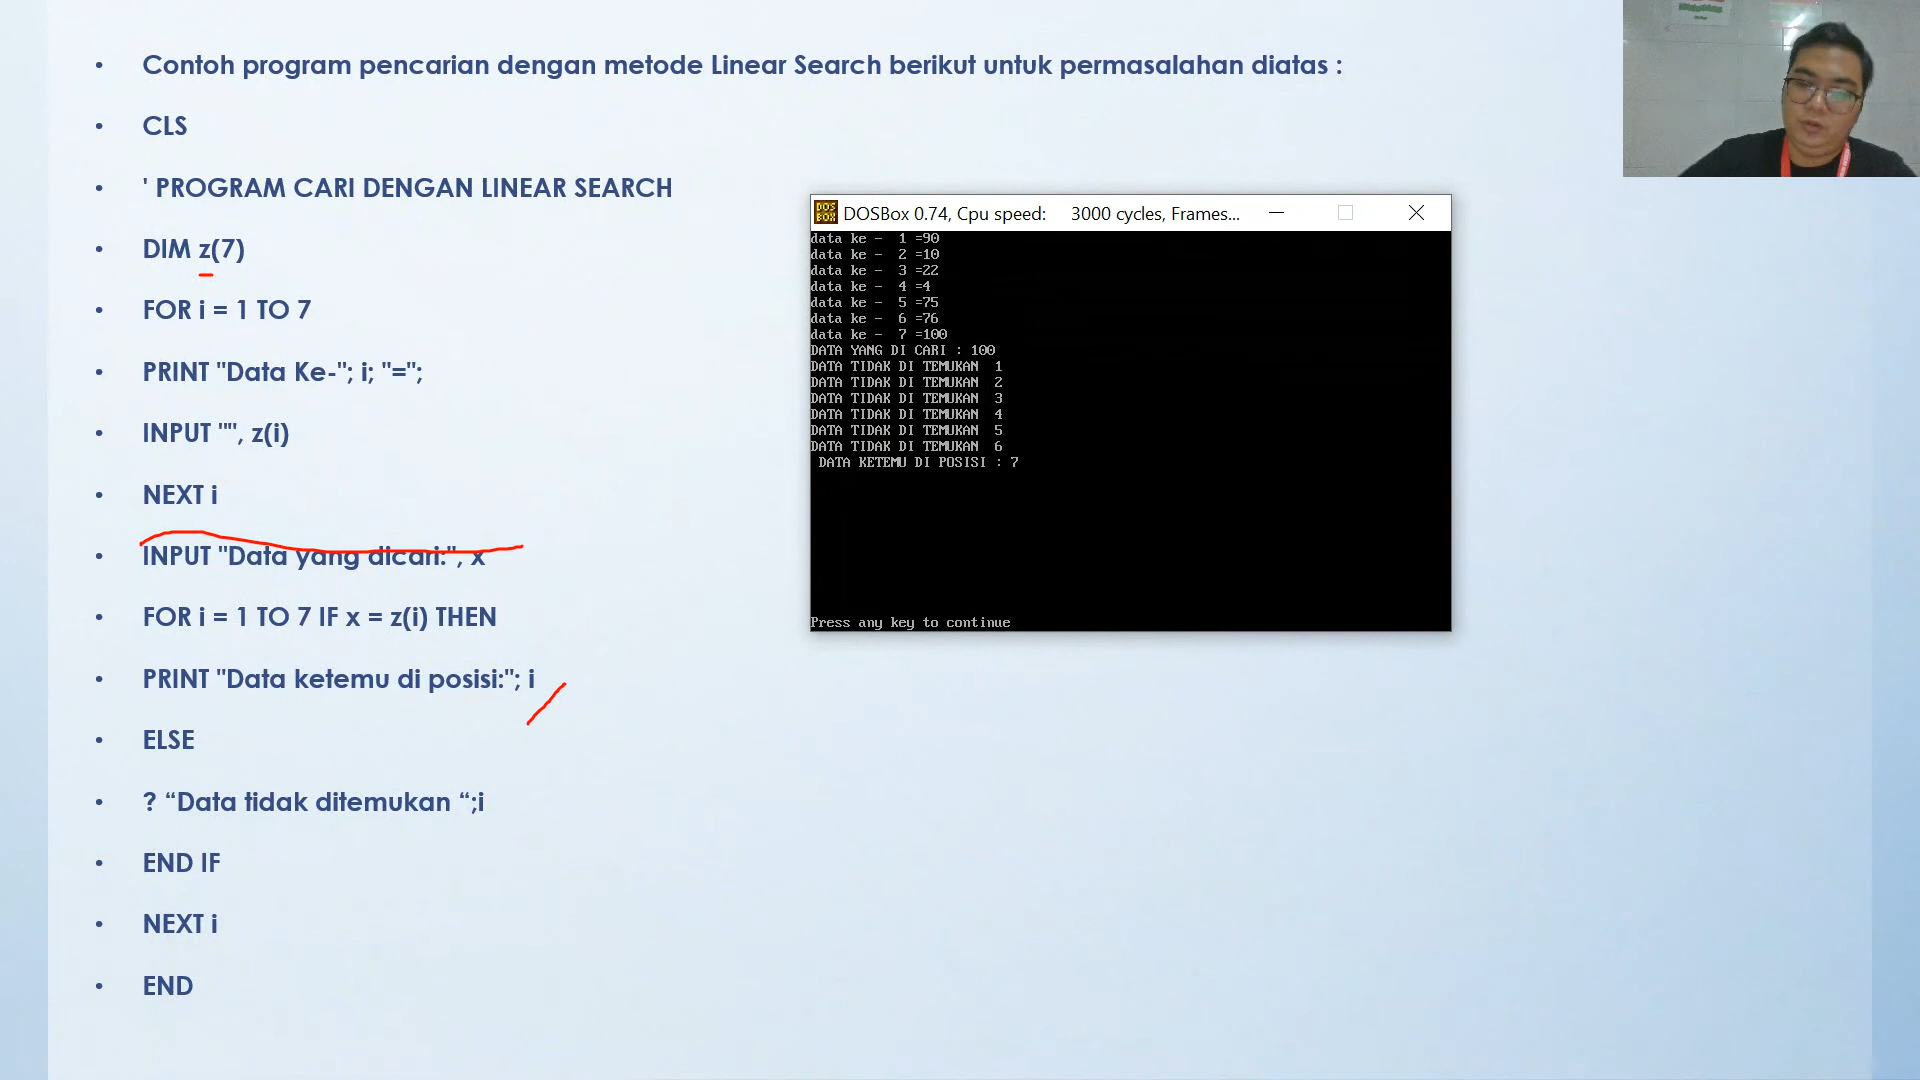 Contoh program pencarian dengan metode Linear Search berikut untuk permasalahan diatas :
CLS
' PROGRAM CARI DENGAN LINEAR SEARCH
DIM z(7)
FOR i = 1 TO 7
PRINT "Data Ke-"; i; "=";
INPUT "", z(i)
NEXT i
INPUT "Data yang dicari:", x
FOR i = 1 TO 7 IF x = z(i) THEN
PRINT "Data ketemu di posisi:"; i
ELSE
? “Data tidak ditemukan “;i
END IF
NEXT i
END
DOSBox 0.74, Cpu speed: 3000 cycles, Frames...
data ke - 1 =90
data ke - 2 =10
data ke - 3 =22
data ke - 4 =4
data ke - 5 =75
data ke - 6 =76
data ke - 7 =100
DATA YANG DI CARI : 100
DATA TIDAK DI TEMUKAN 1
DATA TIDAK DI TEMUKAN 2
DATA TIDAK DI TEMUKAN 3
DATA TIDAK DI TEMUKAN 4
DATA TIDAK DI TEMUKAN 5
DATA TIDAK DI TEMUKAN 6
DATA KETEMU DI POSISI : 7
Press any key to continue